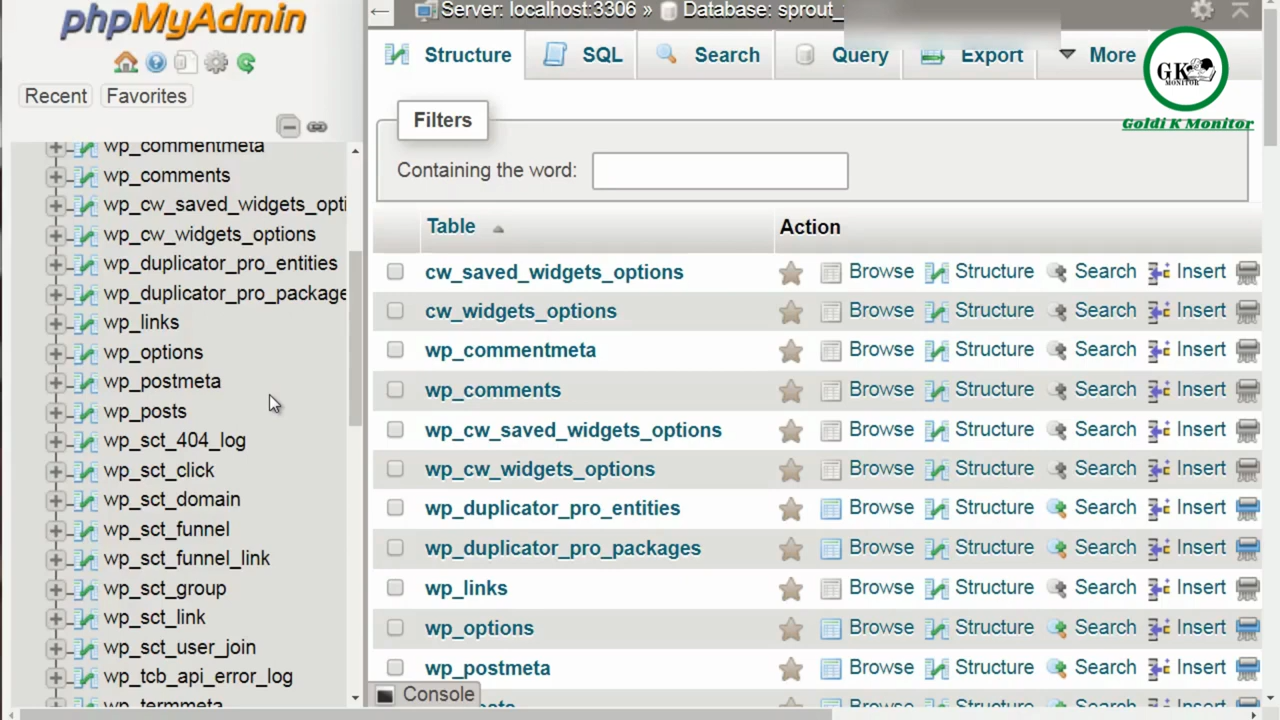 phpMyAdmin
Recent
Favorites
wp_commentmeta
wp_comments
wp_cw_saved_widgets_opti
wp_cw_widgets_options
wp_duplicator_pro_entities
wp_duplicator_pro_package
wp_links
wp_options
wp_postmeta
wp_posts
wp_sct_404_log
wp_sct_click
wp_sct_domain
wp_sct_funnel
wp_sct_funnel_link
wp_sct_group
wp_sct_link
wp_sct_user_join
wp_tcb_api_error_log
wp_termmeta
Server: localhost:3306 » Database: sprout_
Structure SQL Search Query Export More
GK
MONITOR
Goldi K Monitor
Filters
Containing the word:
Table Action
cw_saved_widgets_options Browse Structure Search Insert
cw_widgets_options Browse Structure Search Insert
wp_commentmeta Browse Structure Search Insert
wp_comments Browse Structure Search Insert
wp_cw_saved_widgets_options Browse Structure Search Insert
wp_cw_widgets_options Browse Structure Search Insert
wp_duplicator_pro_entities Browse Structure Search Insert
wp_duplicator_pro_packages Browse Structure Search Insert
wp_links Browse Structure Search Insert
wp_options Browse Structure Search Insert
wp_postmeta Browse Structure Search Insert
Console